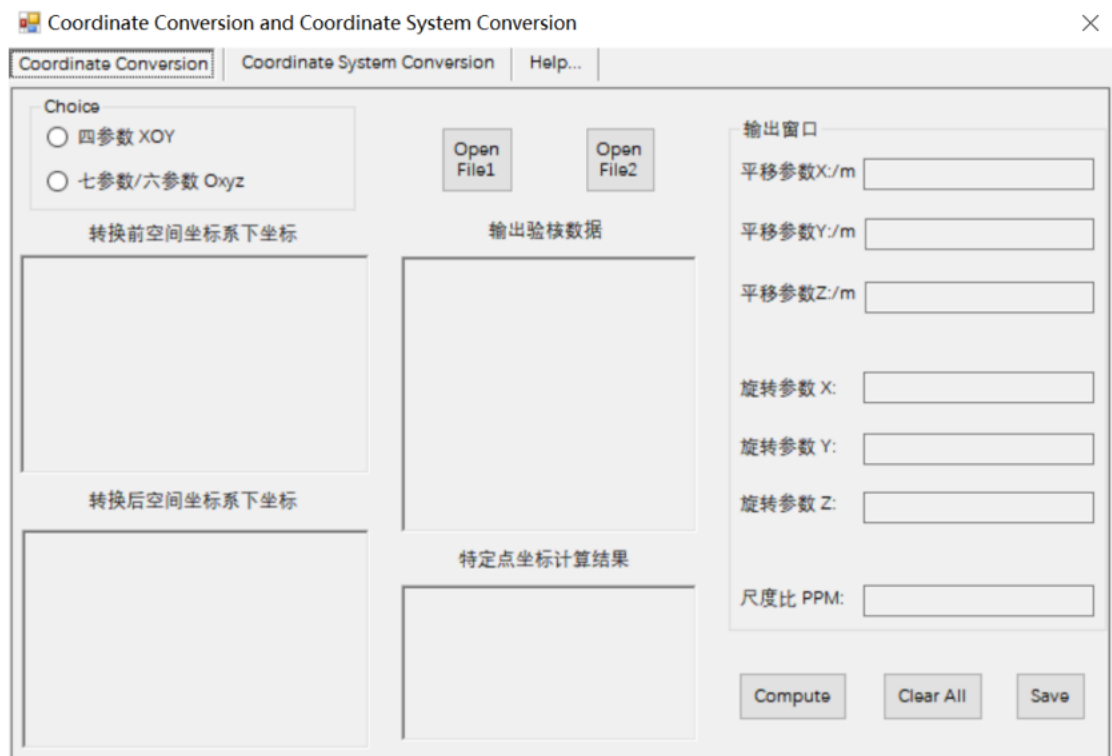 Coordinate Conversion and Coordinate System Conversion
Coordinate Conversion
Coordinate System Conversion
Help...
Choice
四参数 XOY
七参数/六参数 Oxyz
Open
File1
Open
File2
转换前空间坐标系下坐标
输出验核数据
转换后空间坐标系下坐标
特定点坐标计算结果
输出窗口
平移参数X:/m
平移参数Y:/m
平移参数Z:/m
旋转参数 X:
旋转参数 Y:
旋转参数 Z:
尺度比 PPM:
Compute
Clear All
Save